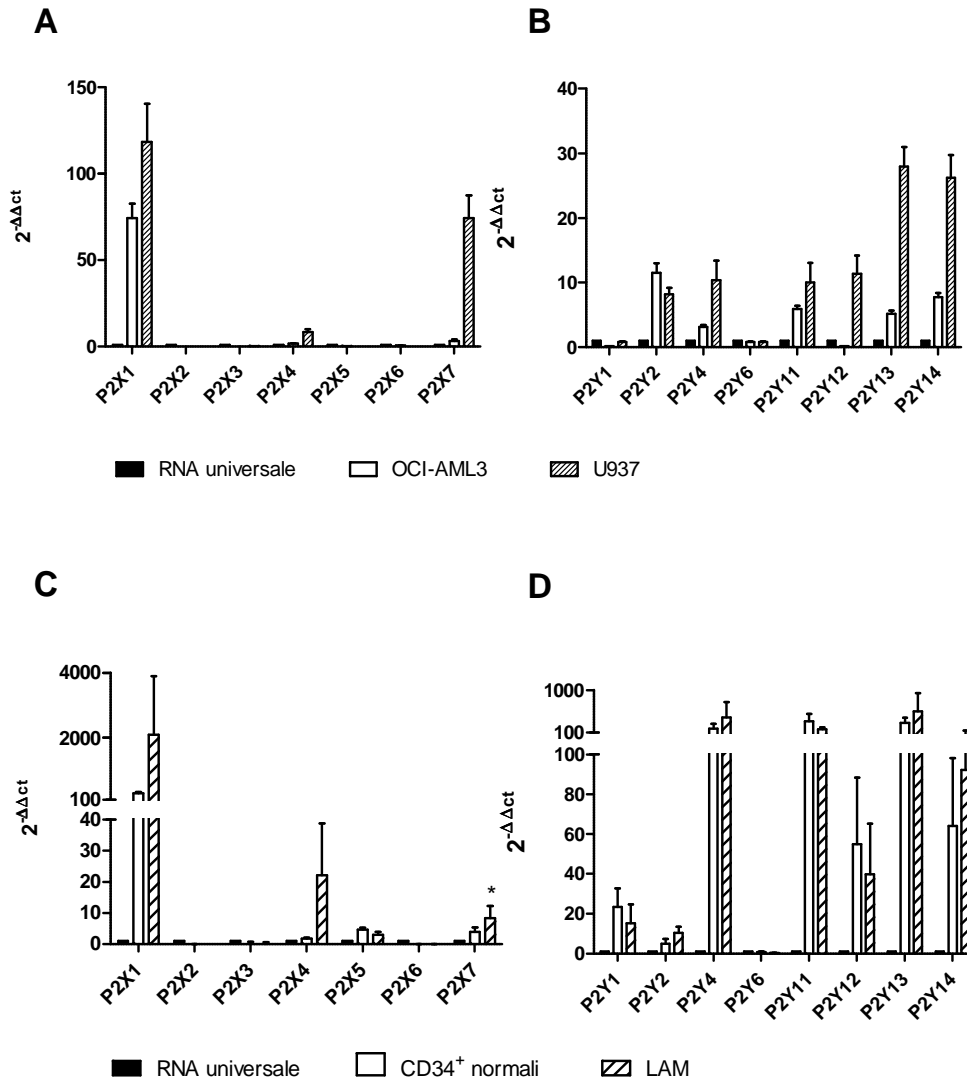 A
B
2^-ΔΔct
150
100
50
0
P2X1 P2X2 P2X3 P2X4 P2X5 P2X6 P2X7
2^-ΔΔct
40
30
20
10
0
P2Y1 P2Y2 P2Y4 P2Y6 P2Y11 P2Y12 P2Y13 P2Y14
RNA universale OCI-AML3 U937
C
D
2^-ΔΔct
4000
2000
100
40
30
20
10
0
*
P2X1 P2X2 P2X3 P2X4 P2X5 P2X6 P2X7
2^-ΔΔct
1000
100
100
80
60
40
20
0
P2Y1 P2Y2 P2Y4 P2Y6 P2Y11 P2Y12 P2Y13 P2Y14
RNA universale CD34⁺ normali LAM